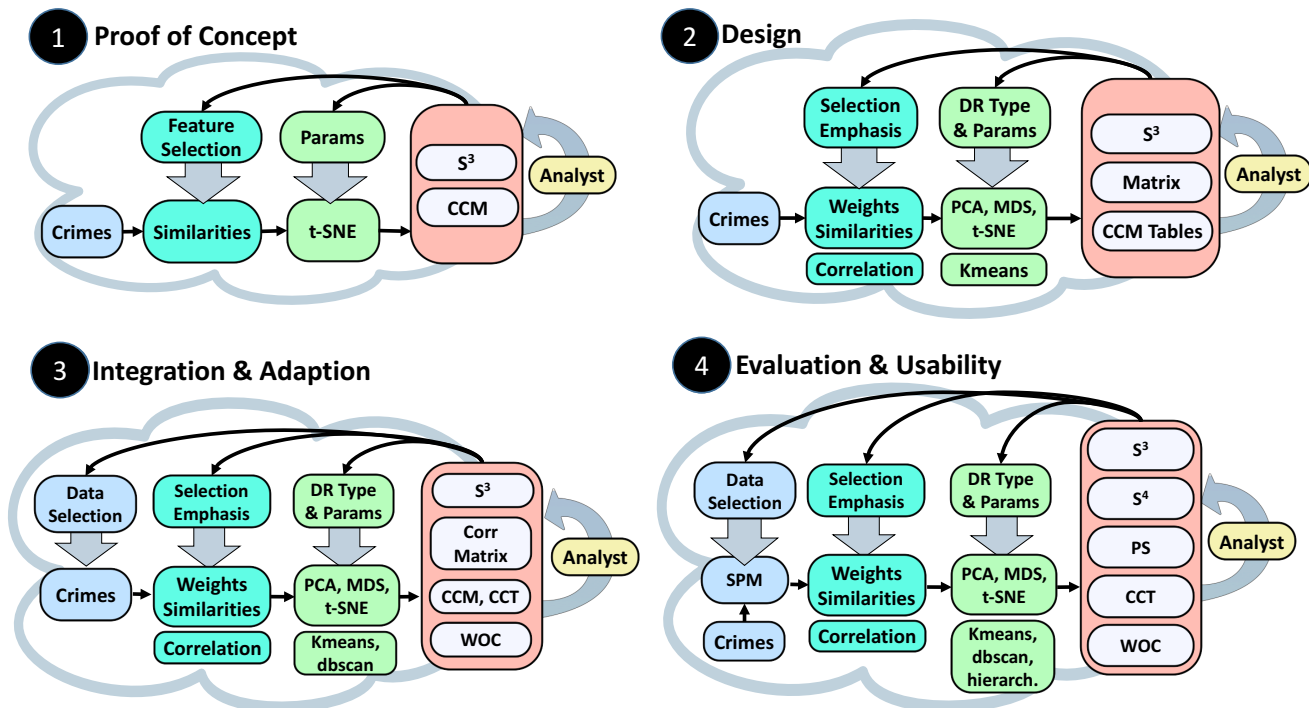 1 Proof of Concept
Feature
Selection
Params
S³
CCM
Analyst
Crimes
Similarities
t-SNE
2 Design
Selection
Emphasis
DR Type
& Params
S³
Matrix
CCM Tables
Analyst
Crimes
Weights
Similarities
PCA, MDS,
t-SNE
Correlation
Kmeans
3 Integration & Adaption
Data
Selection
Selection
Emphasis
DR Type
& Params
S³
Corr
Matrix
CCM, CCT
WOC
Analyst
Crimes
Weights
Similarities
PCA, MDS,
t-SNE
Correlation
Kmeans,
dbscan
4 Evaluation & Usability
Data
Selection
Selection
Emphasis
DR Type
& Params
S³
S⁴
PS
CCT
WOC
Analyst
SPM
Weights
Similarities
PCA, MDS,
t-SNE
Crimes
Correlation
Kmeans,
dbscan,
hierarch.